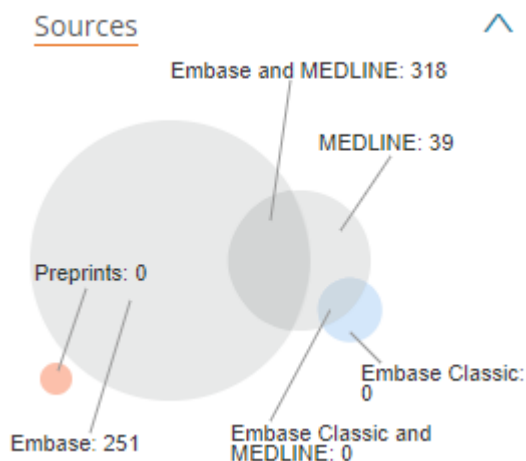 Sources
Embase and MEDLINE: 318
MEDLINE: 39
Preprints: 0
Embase Classic:
0
Embase Classic and
MEDLINE: 0
Embase: 251